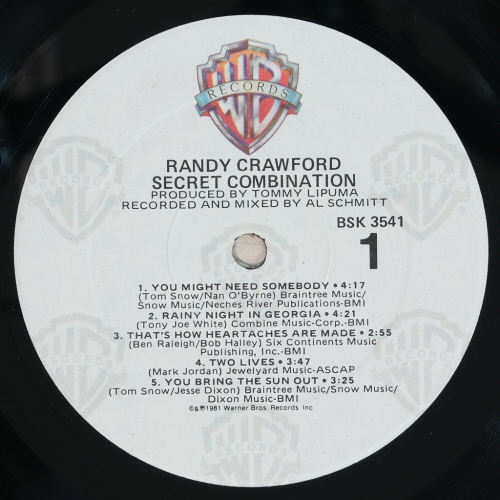 WB
RECORDS
RANDY CRAWFORD
SECRET COMBINATION
PRODUCED BY TOMMY LIPUMA
RECORDED AND MIXED BY AL SCHMITT
BSK 3541
1
1. YOU MIGHT NEED SOMEBODY • 4:17
(Tom Snow/Nan O'Byrne) Braintree Music/
Snow Music/Neches River Publications-BMI
2. RAINY NIGHT IN GEORGIA • 4:21
(Tony Joe White) Combine Music-Corp.-BMI
3. THAT'S HOW HEARTACHES ARE MADE • 2:55
(Ben Raleigh/Bob Halley) Six Continents Music
Publishing, Inc.-BMI
4. TWO LIVES • 3:47
(Mark Jordan) Jewelyard Music-ASCAP
5. YOU BRING THE SUN OUT • 3:25
(Tom Snow/Jesse Dixon) Braintree Music/Snow Music/
Dixon Music-BMI
©&℗1981 Warner Bros. Records Inc.